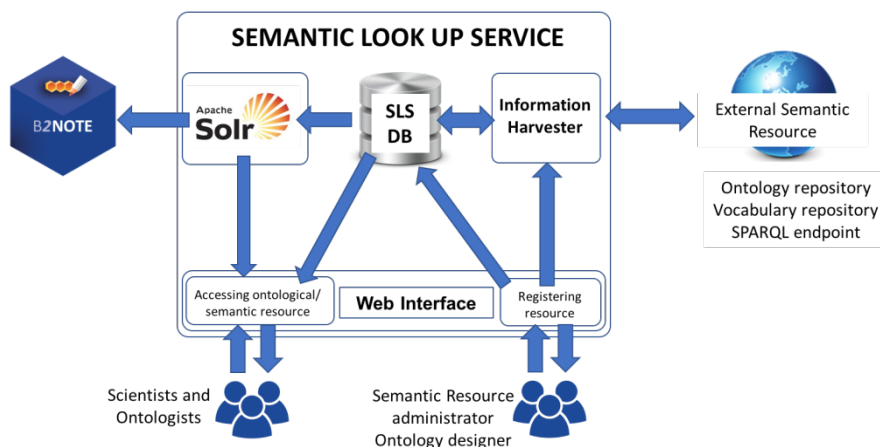 SEMANTIC LOOK UP SERVICE
B2NOTE
Apache
Solr
SLS
DB
Information
Harvester
External Semantic
Resource
Ontology repository
Vocabulary repository
SPARQL endpoint
Accessing ontological/
semantic resource
Web Interface
Registering
resource
Scientists and
Ontologists
Semantic Resource
administrator
Ontology designer